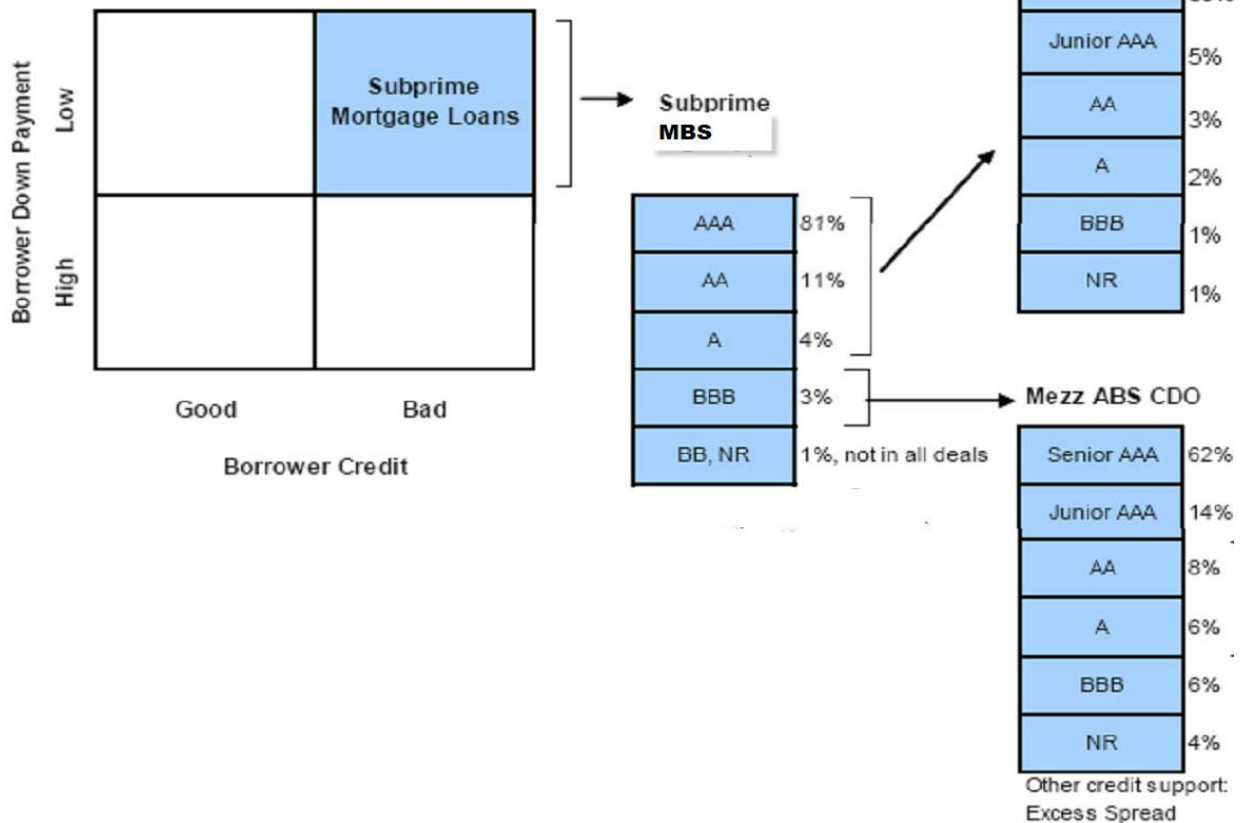 Borrower Down Payment
Low
High
Subprime
Mortgage Loans
Good
Bad
Borrower Credit
Subprime
MBS
AAA
81%
AA
11%
A
4%
BBB
3%
BB, NR
1%, not in all deals
Junior AAA
5%
AA
3%
A
2%
BBB
1%
NR
1%
Mezz ABS CDO
Senior AAA
62%
Junior AAA
14%
AA
8%
A
6%
BBB
6%
NR
4%
Other credit support:
Excess Spread